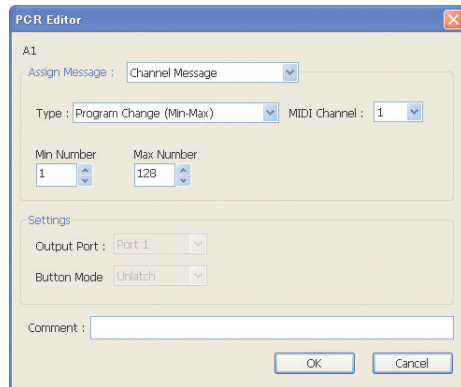 PCR Editor
A1
Assign Message : Channel Message
Type : Program Change (Min-Max) MIDI Channel : 1
Min Number Max Number
1 128
Settings
Output Port : Port 1
Button Mode Unlatch
Comment :
OK Cancel